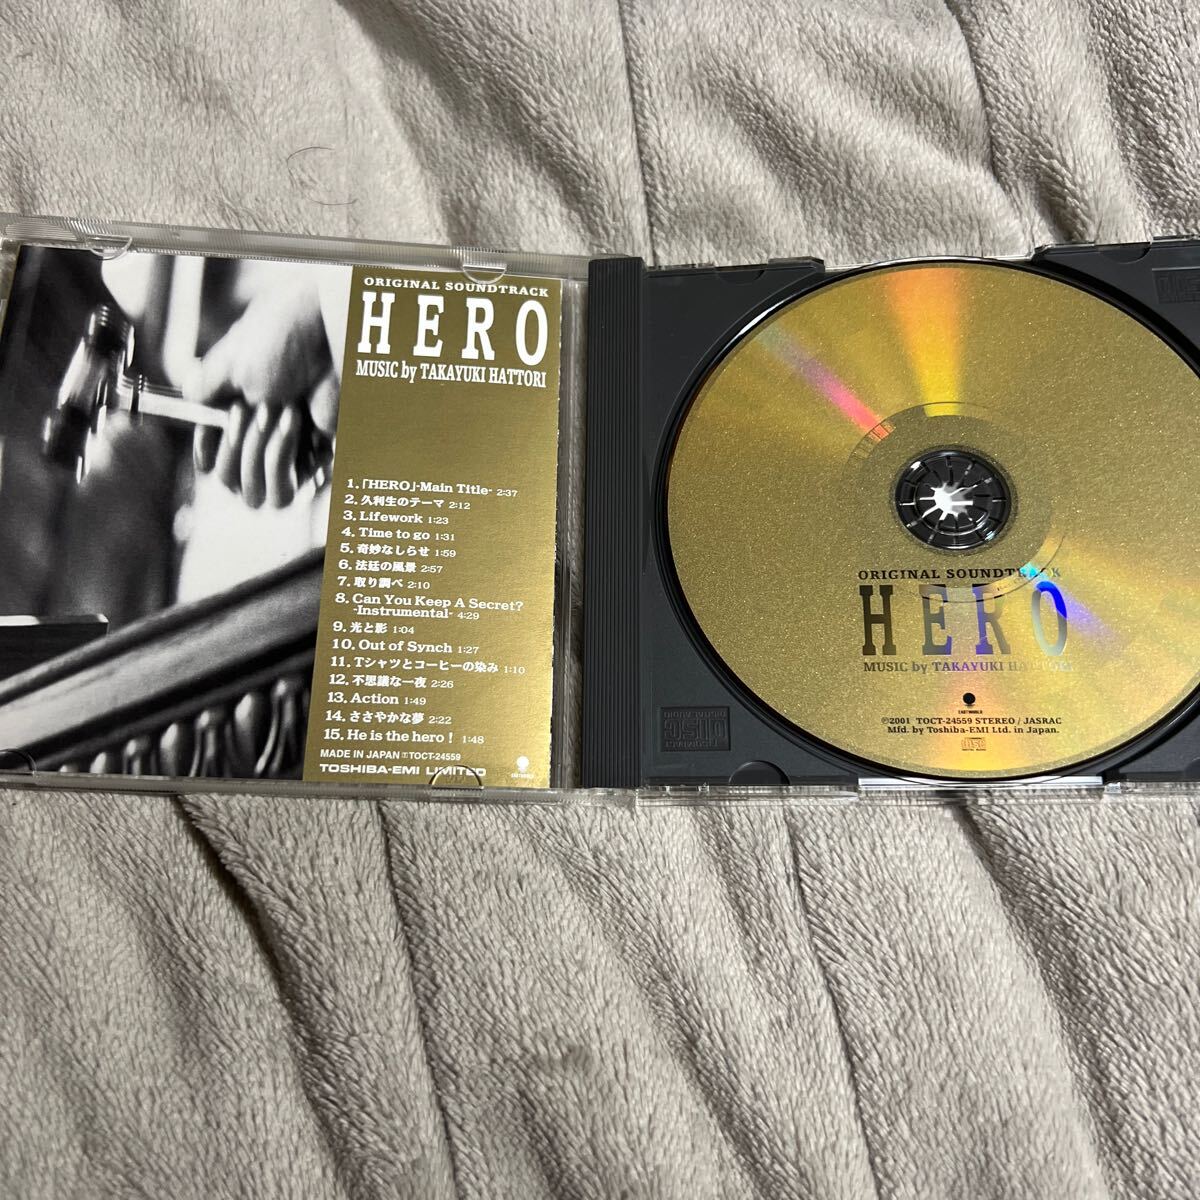 ORIGINAL SOUNDTRACK
HERO
MUSIC by TAKAYUKI HATTORI
1.「HERO」-Main Title- 2:37
2. 久利生のテーマ 2:12
3. Lifework 1:23
4. Time to go 1:31
5. 奇妙なしらせ 1:59
6. 法廷の風景 2:57
7. 取り調べ 2:10
8. Can You Keep A Secret?
-Instrumental- 4:29
9. 光と影 1:04
10. Out of Synch 1:27
11. Tシャツとコーヒーの染み 1:10
12. 不思議な一夜 2:26
13. Action 1:49
14. ささやかな夢 2:22
15. He is the hero! 1:48
MADE IN JAPAN Ⓣ TOCT-24559
TOSHIBA-EMI LIMITED
EASTWORLD
ORIGINAL SOUNDTRACK
HERO
MUSIC by TAKAYUKI HATTORI
EASTWORLD
℗2001 TOCT-24559 STEREO / JASRAC
Mfd. by Toshiba-EMI Ltd. in Japan.
COMPACT
disc
DIGITAL AUDIO